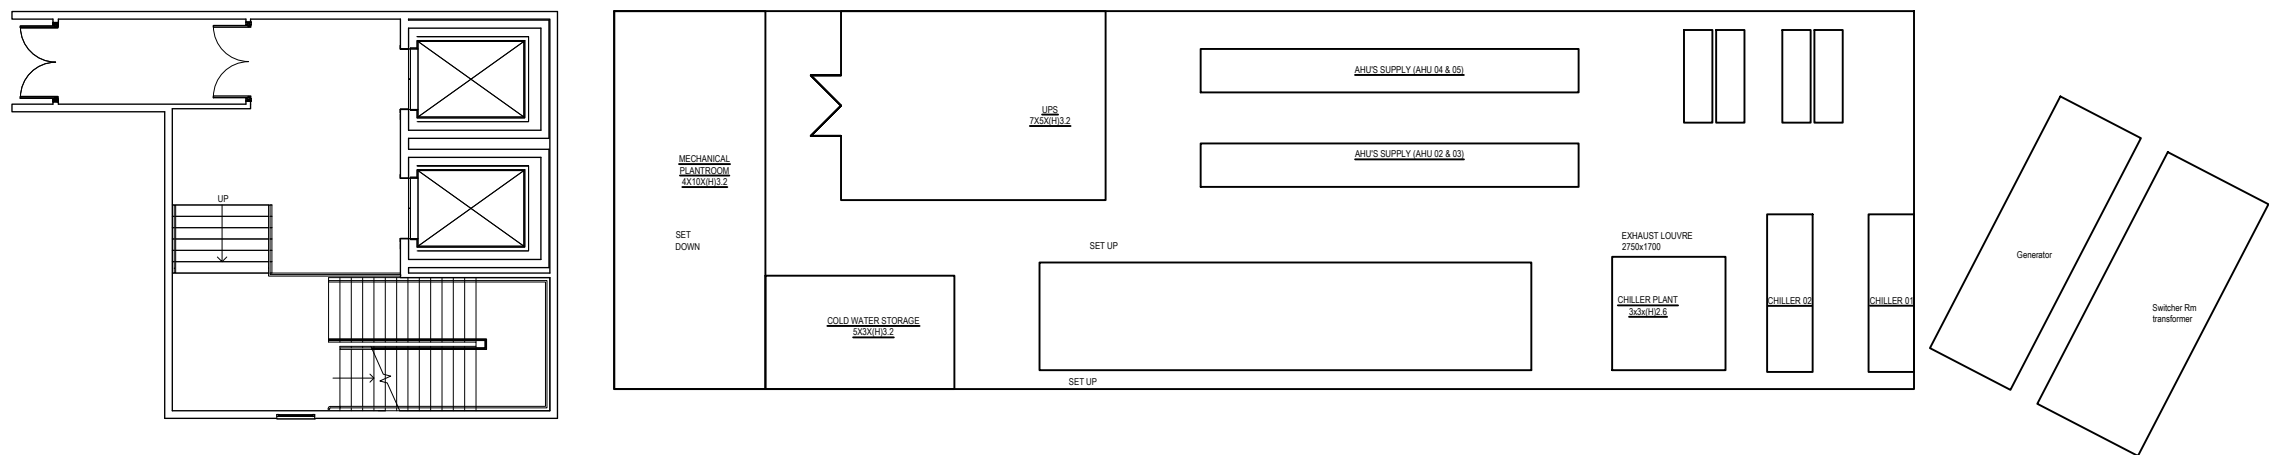 UP
MECHANICAL
PLANTROOM
4X10X(H)3.2
SET
DOWN
COLD WATER STORAGE
5X3X(H)3.2
UPS
7X5X(H)3.2
AHU'S SUPPLY (AHU 04 & 05)
AHU'S SUPPLY (AHU 02 & 03)
SET UP
SET UP
EXHAUST LOUVRE
2750x1700
CHILLER PLANT
3x3x(H)2.6
CHILLER 02
CHILLER 01
Generator
Switcher Rm
transformer